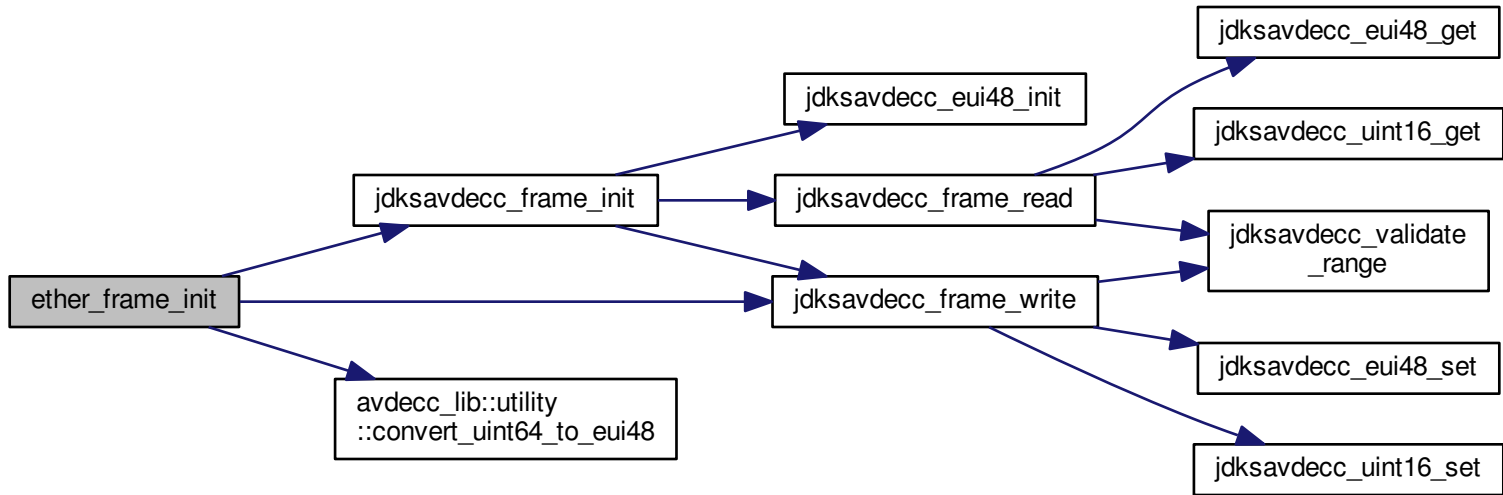 jdksavdecc_eui48_get
jdksavdecc_eui48_init
jdksavdecc_uint16_get
jdksavdecc_frame_init
jdksavdecc_frame_read
jdksavdecc_validate
_range
ether_frame_init
jdksavdecc_frame_write
jdksavdecc_eui48_set
avdecc_lib::utility
::convert_uint64_to_eui48
jdksavdecc_uint16_set